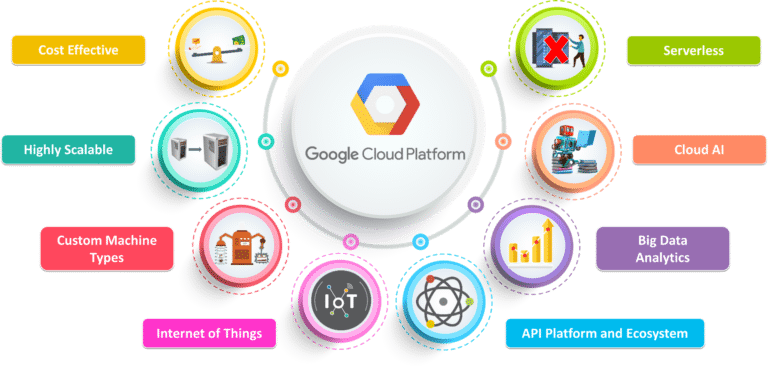 Cost Effective
Serverless
Google Cloud Platform
Highly Scalable
Cloud AI
Custom Machine
Types
Big Data
Analytics
IoT
Internet of Things
API Platform and Ecosystem